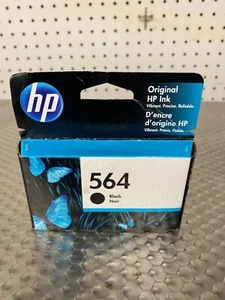 hp
Original
HP Ink
Vibrant. Precise. Reliable.
D'encre
d'origine HP
Vibrant. Précis. Fiable.
564
Black
Noir